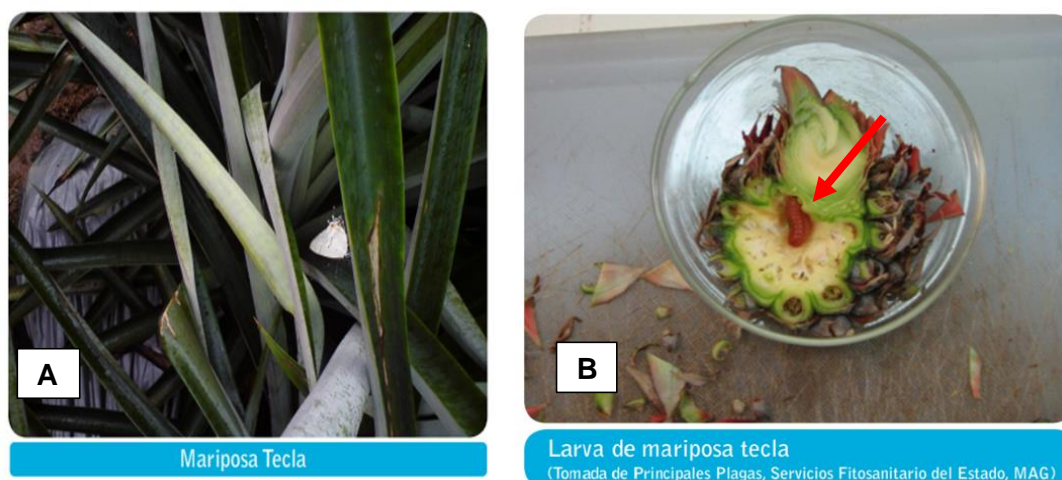 A
B
Mariposa Tecla
Larva de mariposa tecla
(Tomada de Principales Plagas, Servicios Fitosanitario del Estado, MAG)